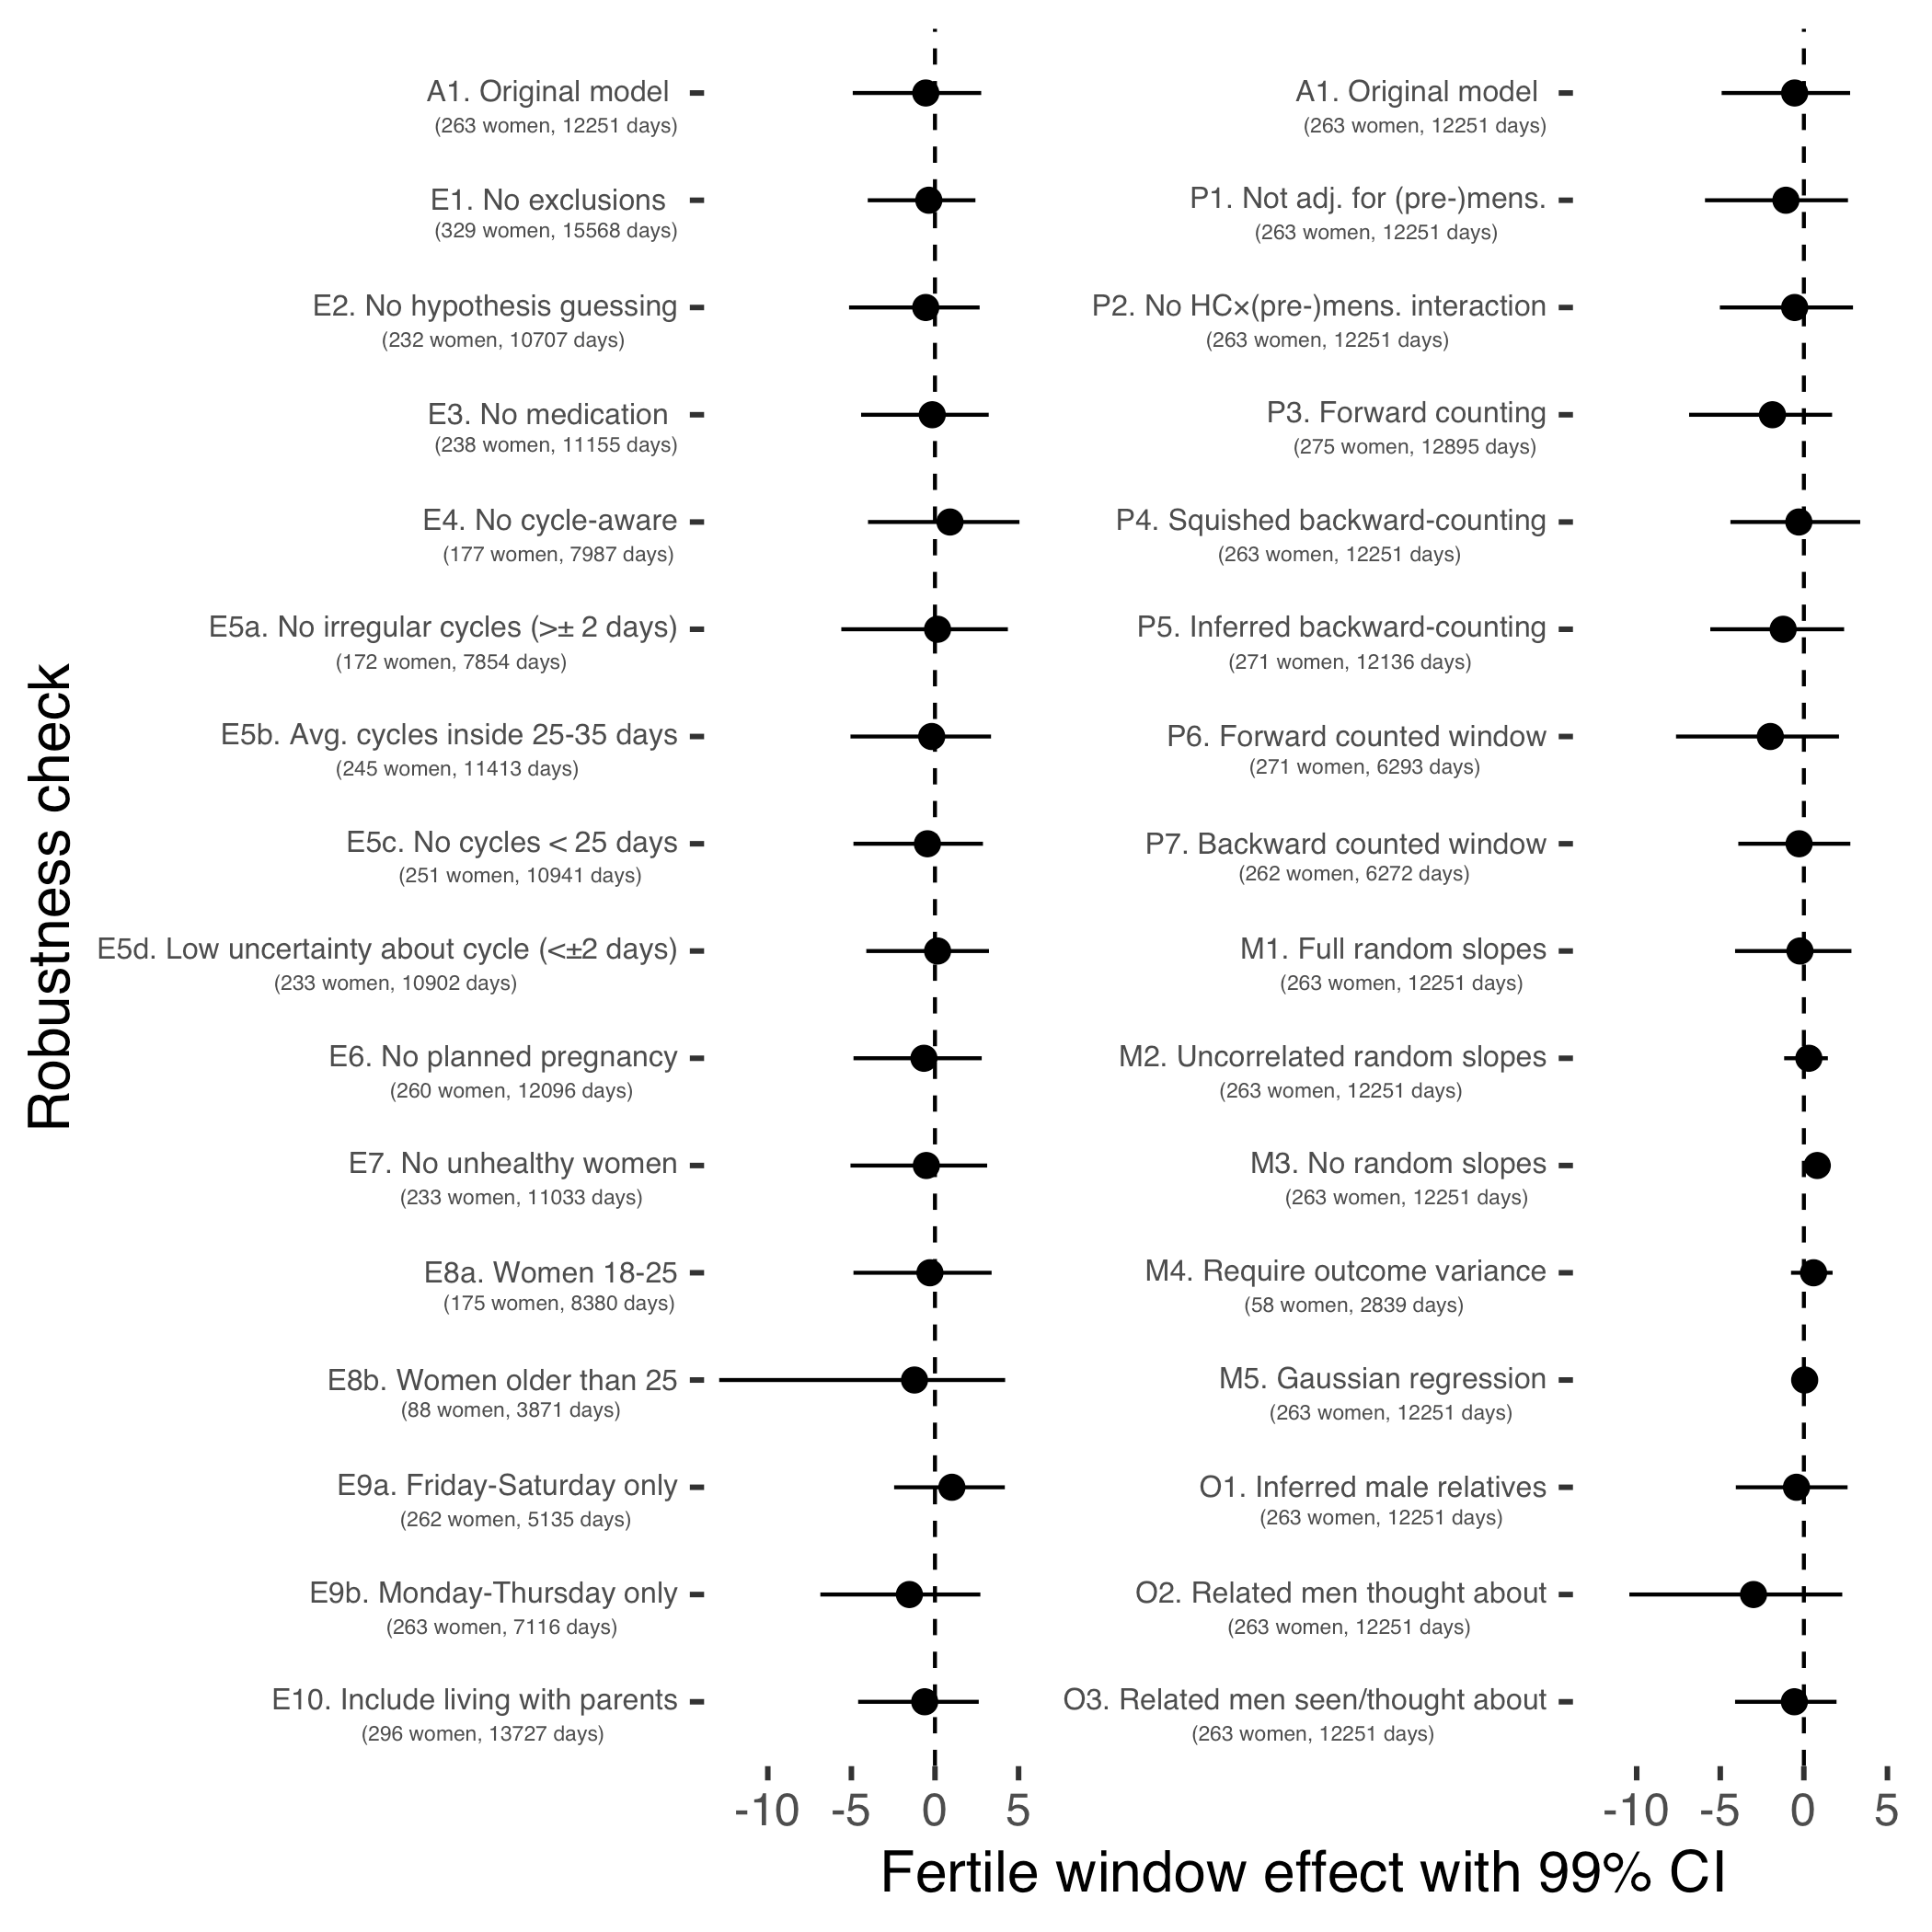 Robustness check
A1. Original model
(263 women, 12251 days)
E1. No exclusions
(329 women, 15568 days)
E2. No hypothesis guessing
(232 women, 10707 days)
E3. No medication
(238 women, 11155 days)
E4. No cycle-aware
(177 women, 7987 days)
E5a. No irregular cycles (>± 2 days)
(172 women, 7854 days)
E5b. Avg. cycles inside 25-35 days
(245 women, 11413 days)
E5c. No cycles < 25 days
(251 women, 10941 days)
E5d. Low uncertainty about cycle (<±2 days)
(233 women, 10902 days)
E6. No planned pregnancy
(260 women, 12096 days)
E7. No unhealthy women
(233 women, 11033 days)
E8a. Women 18-25
(175 women, 8380 days)
E8b. Women older than 25
(88 women, 3871 days)
E9a. Friday-Saturday only
(262 women, 5135 days)
E9b. Monday-Thursday only
(263 women, 7116 days)
E10. Include living with parents
(296 women, 13727 days)
-10 -5 0 5
A1. Original model
(263 women, 12251 days)
P1. Not adj. for (pre-)mens.
(263 women, 12251 days)
P2. No HC×(pre-)mens. interaction
(263 women, 12251 days)
P3. Forward counting
(275 women, 12895 days)
P4. Squished backward-counting
(263 women, 12251 days)
P5. Inferred backward-counting
(271 women, 12136 days)
P6. Forward counted window
(271 women, 6293 days)
P7. Backward counted window
(262 women, 6272 days)
M1. Full random slopes
(263 women, 12251 days)
M2. Uncorrelated random slopes
(263 women, 12251 days)
M3. No random slopes
(263 women, 12251 days)
M4. Require outcome variance
(58 women, 2839 days)
M5. Gaussian regression
(263 women, 12251 days)
O1. Inferred male relatives
(263 women, 12251 days)
O2. Related men thought about
(263 women, 12251 days)
O3. Related men seen/thought about
(263 women, 12251 days)
-10 -5 0 5
Fertile window effect with 99% CI